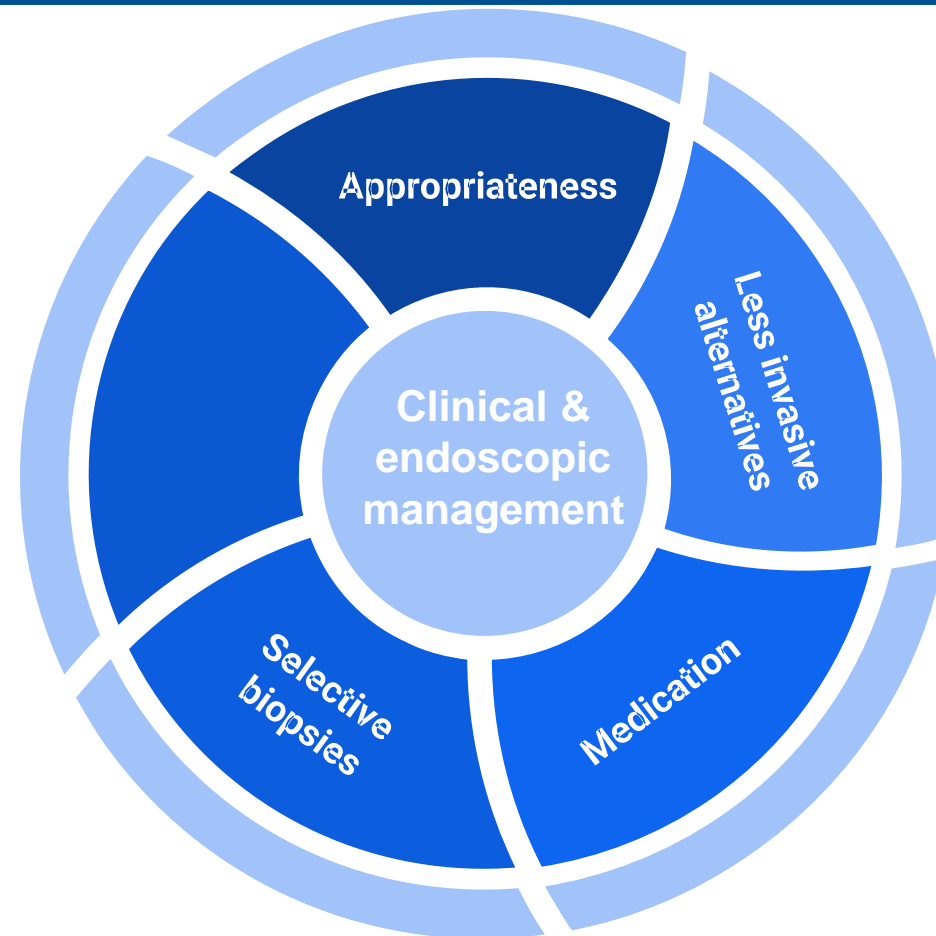 Appropriateness
Less invasive
alternatives
Clinical &
endoscopic
management
Medication
Selective
biopsies